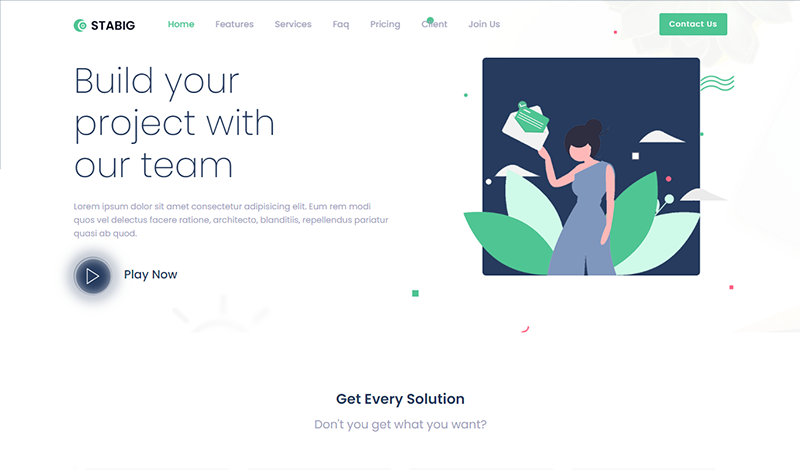 STABIG
Home Features Services Faq Pricing Client Join Us
Contact Us
Build your
project with
our team
Lorem ipsum dolor sit amet consectetur adipisicing elit. Eum rem modi
quos vel delectus facere ratione, architecto, blanditiis, repellendus pariatur
quasi ab quod.
Play Now
Get Every Solution
Don't you get what you want?